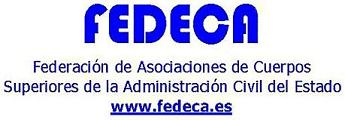 FEDECA
Federación de Asociaciones de Cuerpos
Superiores de la Administración Civil del Estado
www.fedeca.es